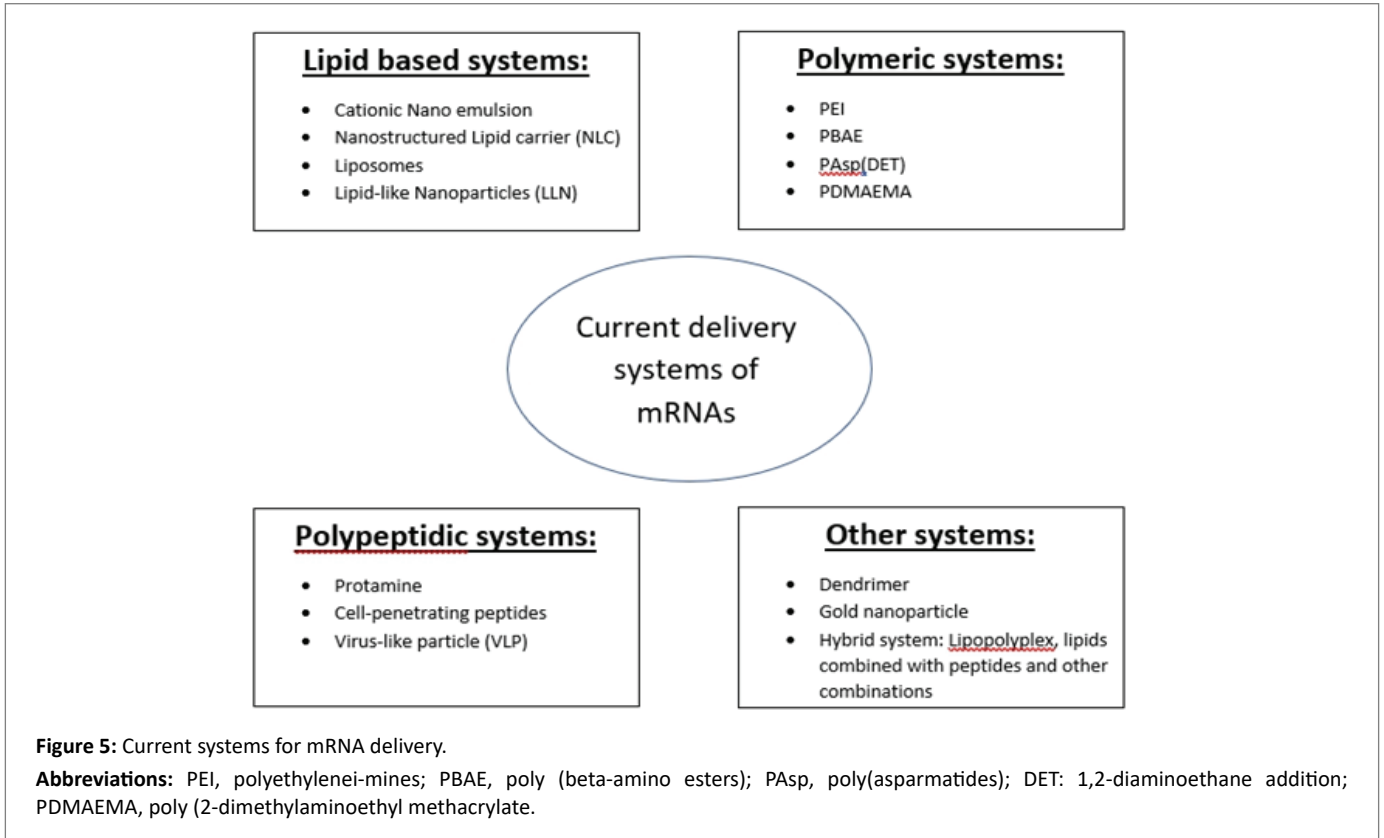 Lipid based systems:
• Cationic Nano emulsion
• Nanostructured Lipid carrier (NLC)
• Liposomes
• Lipid-like Nanoparticles (LLN)
Polymeric systems:
• PEI
• PBAE
• PAsp(DET)
• PDMAEMA
Current delivery
systems of
mRNAs
Polypeptidic systems:
• Protamine
• Cell-penetrating peptides
• Virus-like particle (VLP)
Other systems:
• Dendrimer
• Gold nanoparticle
• Hybrid system: Lipopolyplex, lipids
combined with peptides and other
combinations
Figure 5: Current systems for mRNA delivery.
Abbreviations: PEI, polyethylenei-mines; PBAE, poly (beta-amino esters); PAsp, poly(asparmatides); DET: 1,2-diaminoethane addition;
PDMAEMA, poly (2-dimethylaminoethyl methacrylate.